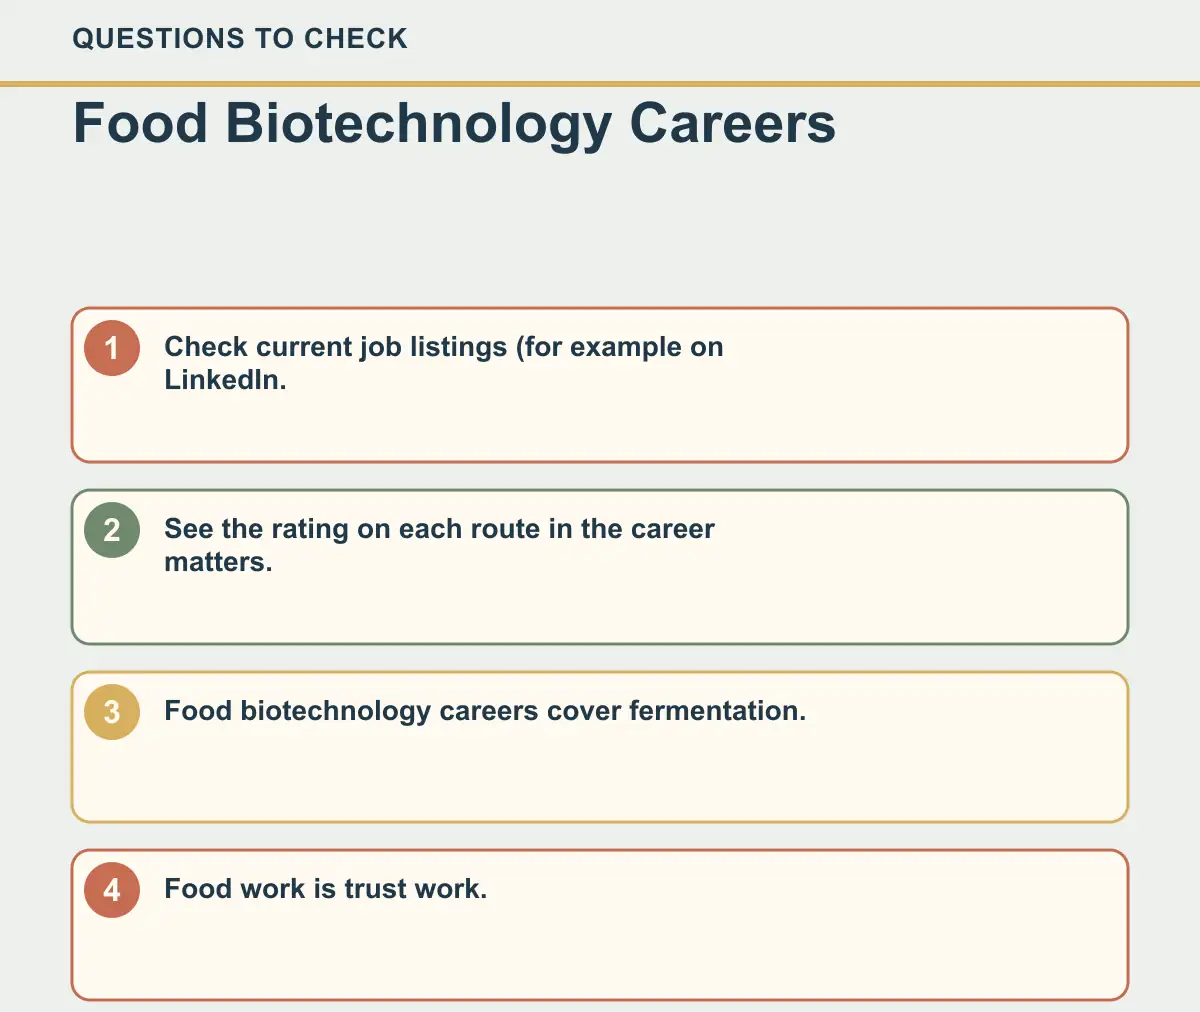 QUESTIONS TO CHECK
Food Biotechnology Careers
1
Check current job listings (for example on
LinkedIn.
2
See the rating on each route in the career
matters.
3
Food biotechnology careers cover fermentation.
4
Food work is trust work.